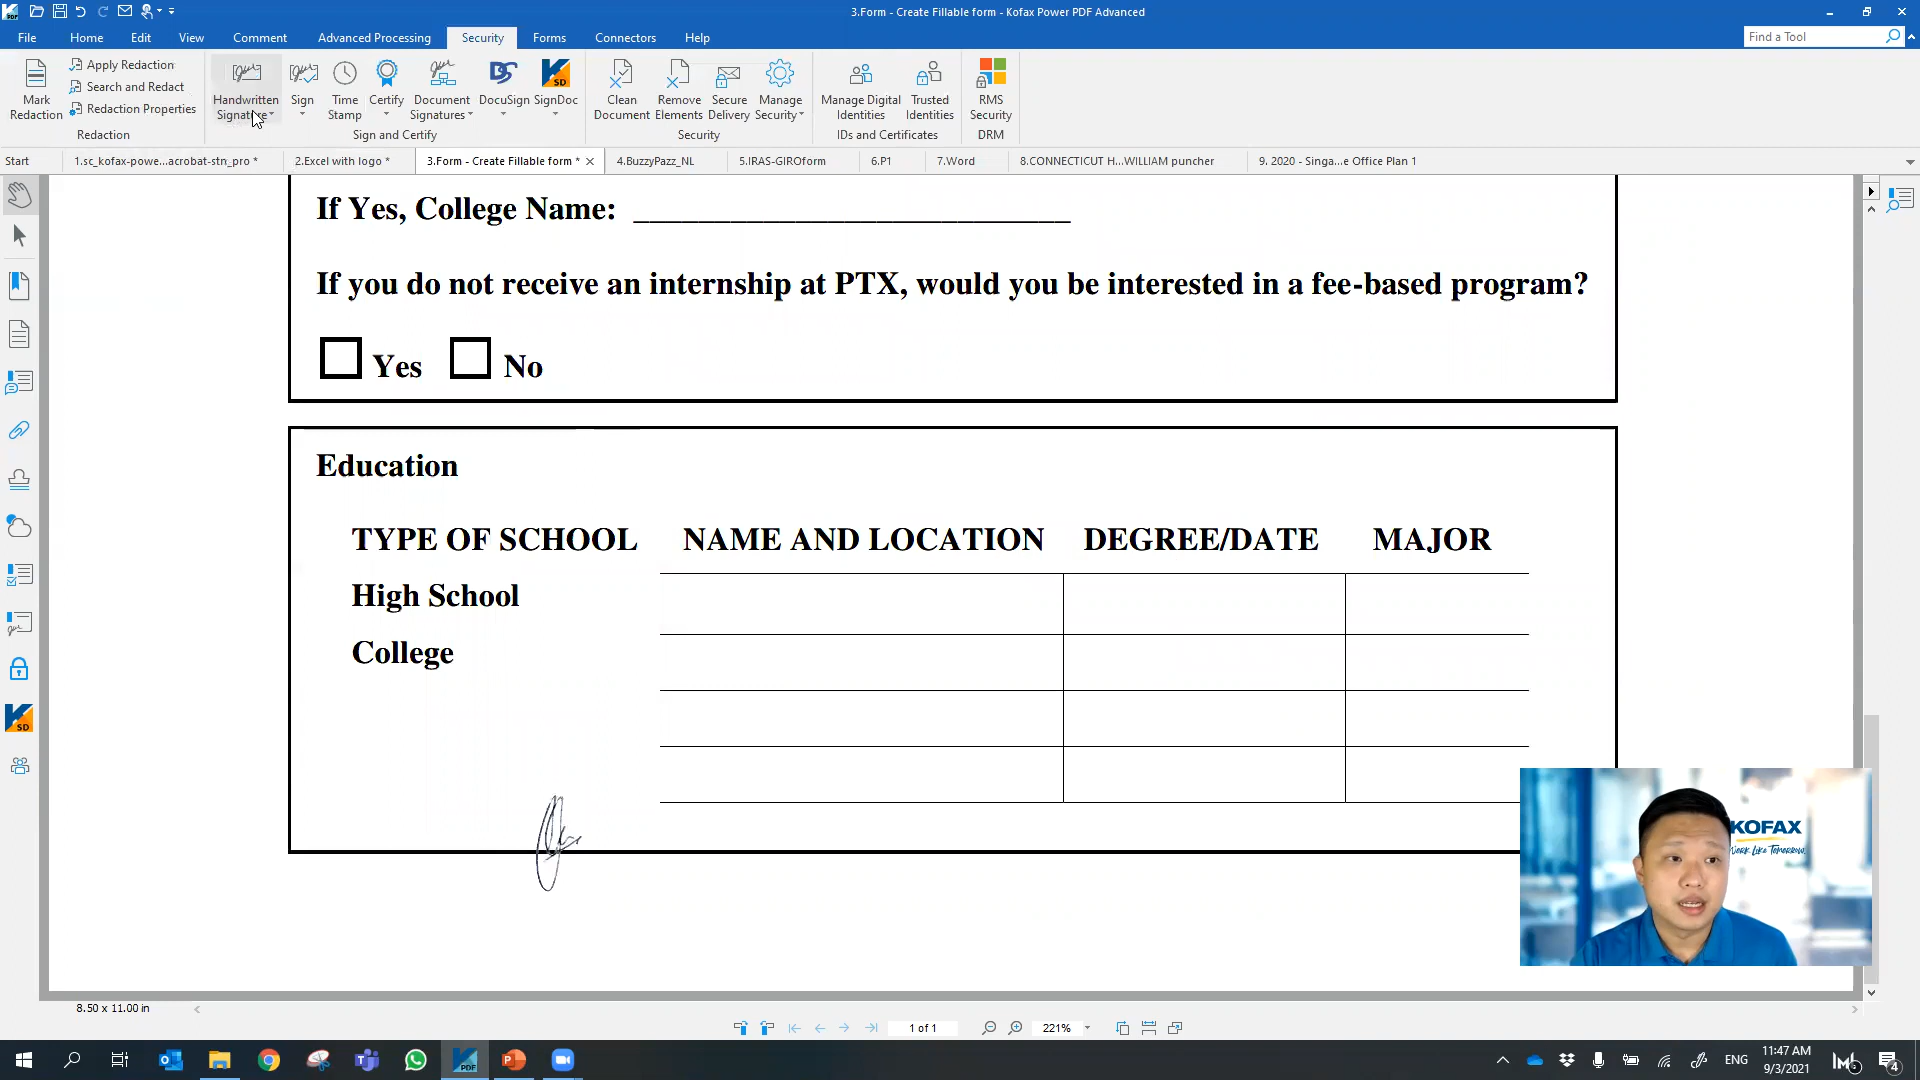 3.Form - Create Fillable form - Kofax Power PDF Advanced
File Home Edit View Comment Advanced Processing Security Forms Connectors Help
Find a Tool
Mark Redaction
Apply Redaction
Search and Redact
Redaction Properties
Redaction
Handwritten Signature
Sign
Time Stamp
Certify
Document Signatures
DocuSign
SignDoc
Sign and Certify
Clean Document
Remove Elements
Secure Delivery
Manage Security
Security
Manage Digital Identities
Trusted Identities
IDs and Certificates
RMS Security
DRM
Start
1.sc_kofax-powe...acrobat-stn_pro *
2.Excel with logo *
3.Form - Create Fillable form *
4.BuzzyPazz_NL
5.IRAS-GIROform
6.P1
7.Word
8.CONNECTICUT H...WILLIAM puncher
9. 2020 - Singa...e Office Plan 1
If Yes, College Name: ___________________________
If you do not receive an internship at PTX, would you be interested in a fee-based program?
Yes No
Education
TYPE OF SCHOOL NAME AND LOCATION DEGREE/DATE MAJOR
High School
College
KOFAX
Work Like Tomorrow.
8.50 x 11.00 in
1 of 1
221%
ENG
11:47 AM
9/3/2021
4